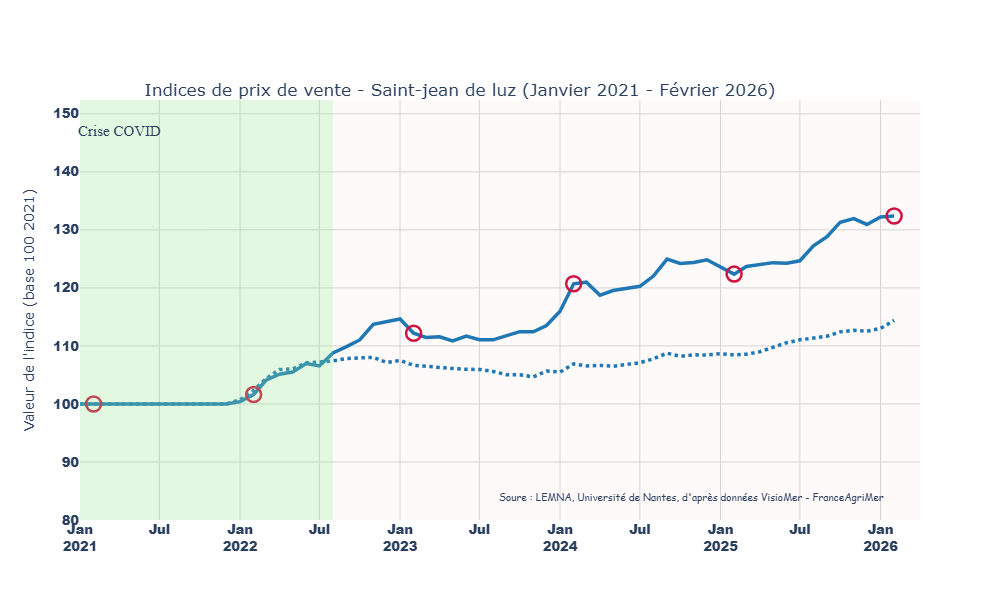 Indices de prix de vente - Saint-jean de luz (Janvier 2021 - Février 2026)
Valeur de l'indice (base 100 2021)
150
Crise COVID
140
130
120
110
100
90
Soure : LEMNA, Université de Nantes, d'après données VisioMer - FranceAgriMer
80
Jan Jul Jan Jul Jan Jul Jan Jul Jan Jul Jan
2021 2022 2023 2024 2025 2026